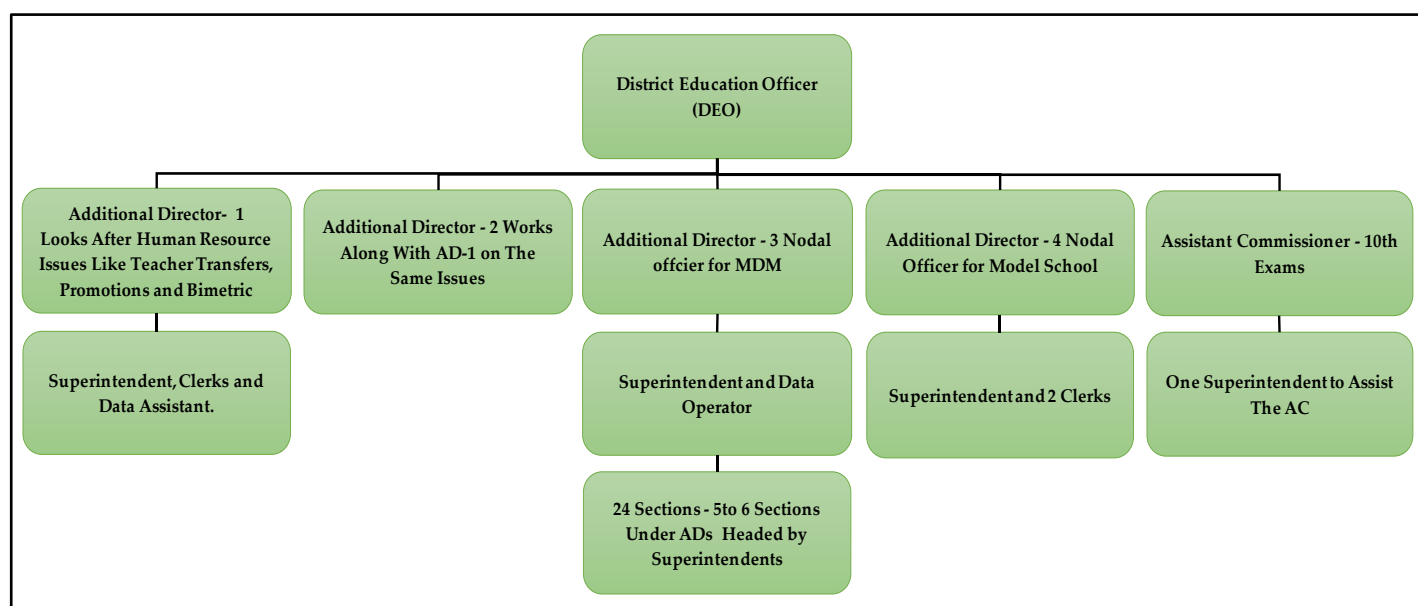 District Education Officer
(DEO)
Additional Director-  1
Looks After Human Resource
Issues Like Teacher Transfers,
Promotions and Bimetric
Additional Director - 2 Works
Along With AD-1 on The
Same Issues
Additional Director - 3 Nodal
offcier for MDM
Additional Director - 4 Nodal
Officer for Model School
Assistant Commissioner - 10th
Exams
Superintendent, Clerks and
Data Assistant.
Superintendent and Data
Operator
Superintendent and 2 Clerks
One Superintendent to Assist
The AC
24 Sections - 5to 6 Sections
Under ADs  Headed by
Superintendents